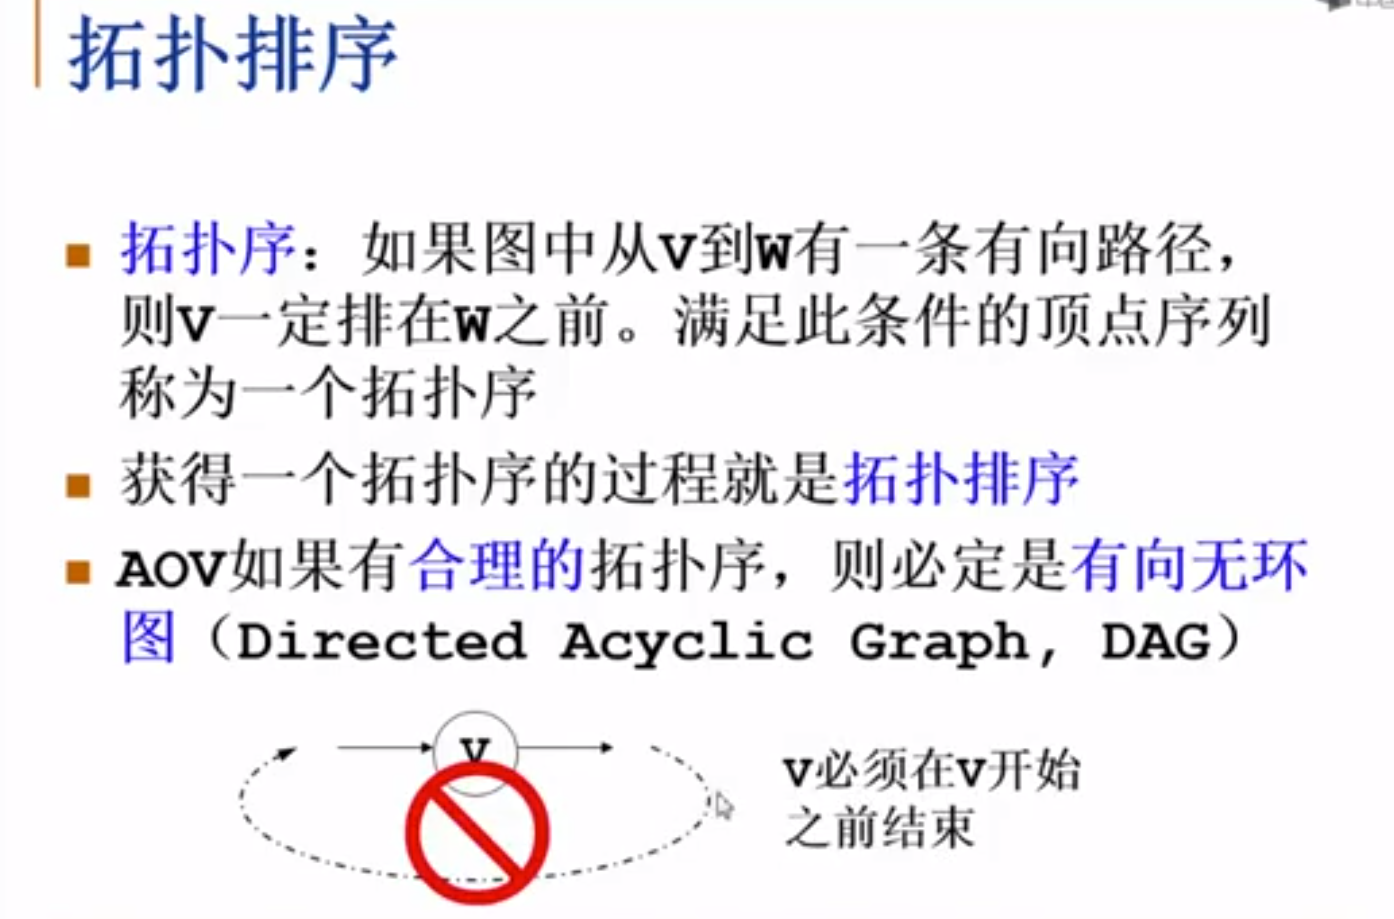 拓扑排序
拓扑序：如果图中从V到W有一条有向路径，
则V一定排在W之前。满足此条件的顶点序列
称为一个拓扑序
获得一个拓扑序的过程就是拓扑排序
AOV如果有合理的拓扑序，则必定是有向无环
图（Directed Acyclic Graph, DAG）
V
V必须在V开始
之前结束